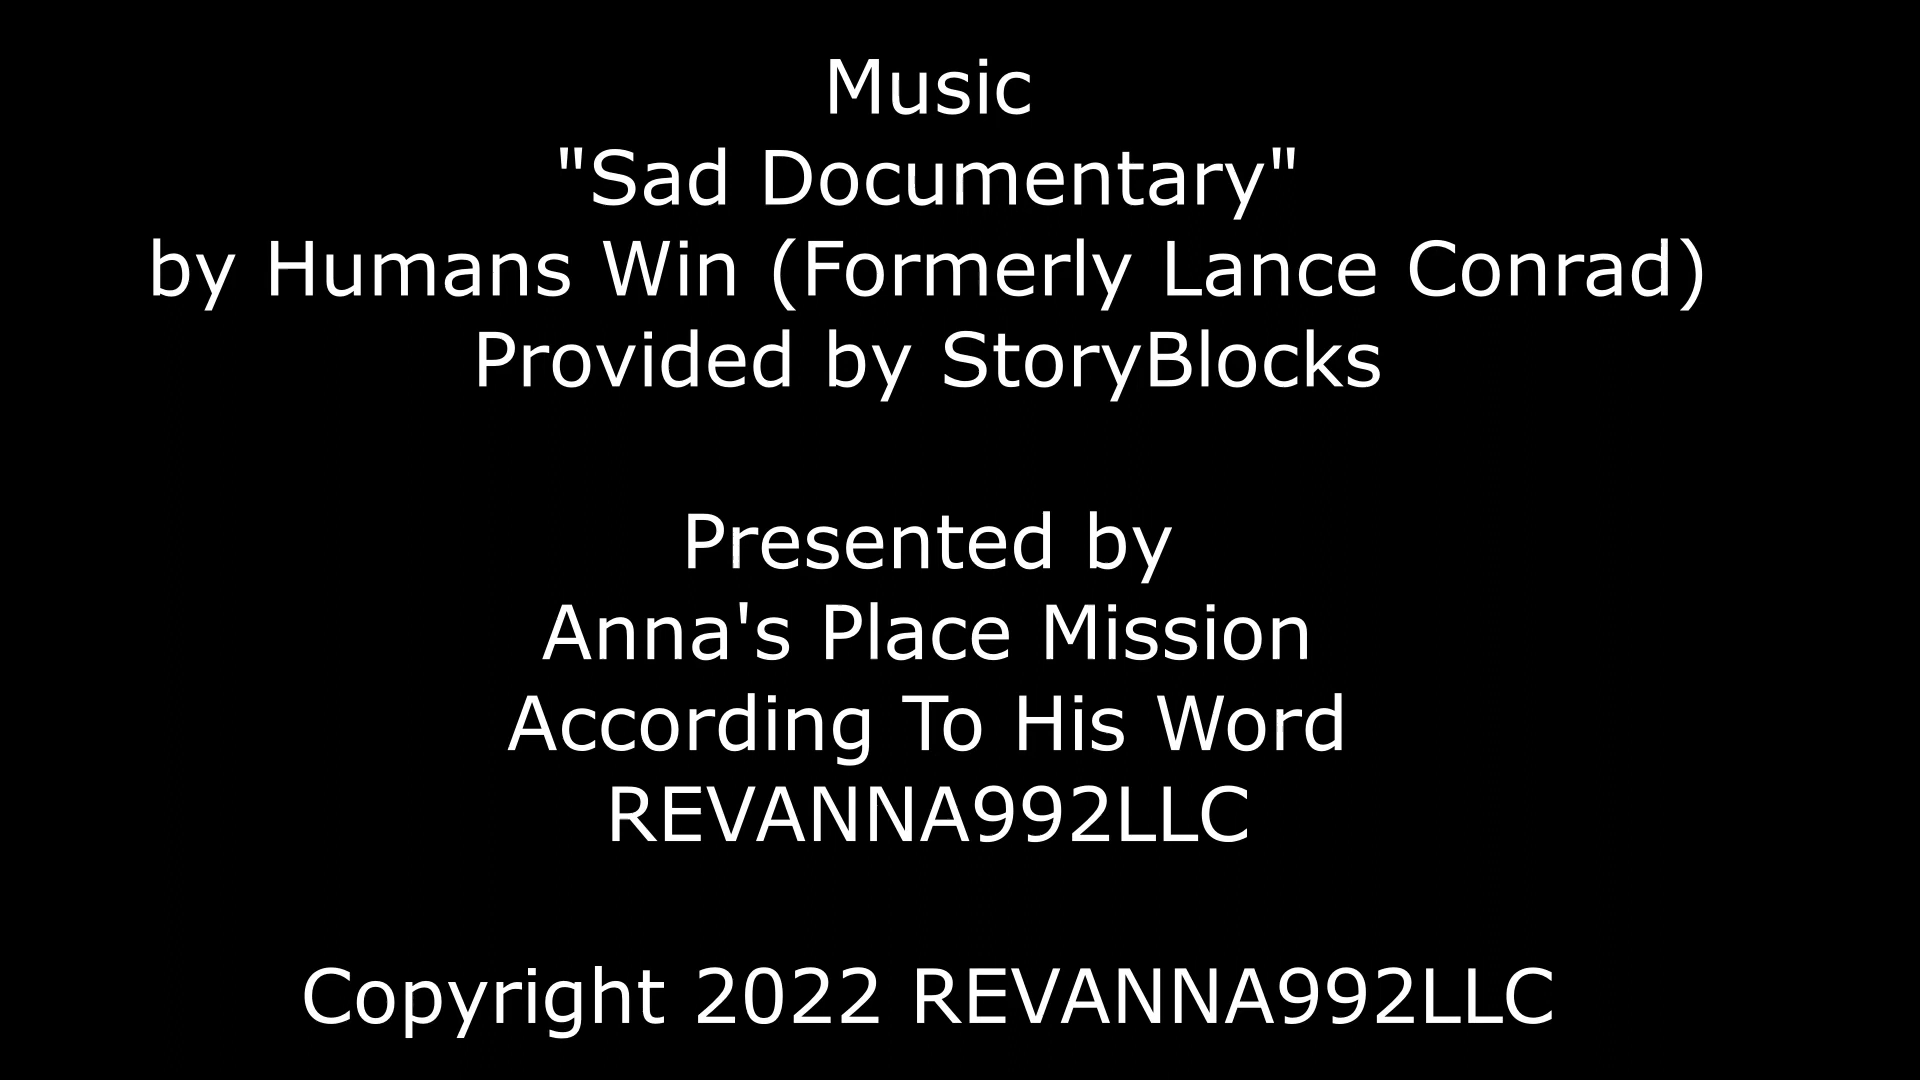 Music
"Sad Documentary"
by Humans Win (Formerly Lance Conrad)
Provided by StoryBlocks
Presented by
Anna's Place Mission
According To His Word
REVANNA992LLC
Copyright 2022 REVANNA992LLC